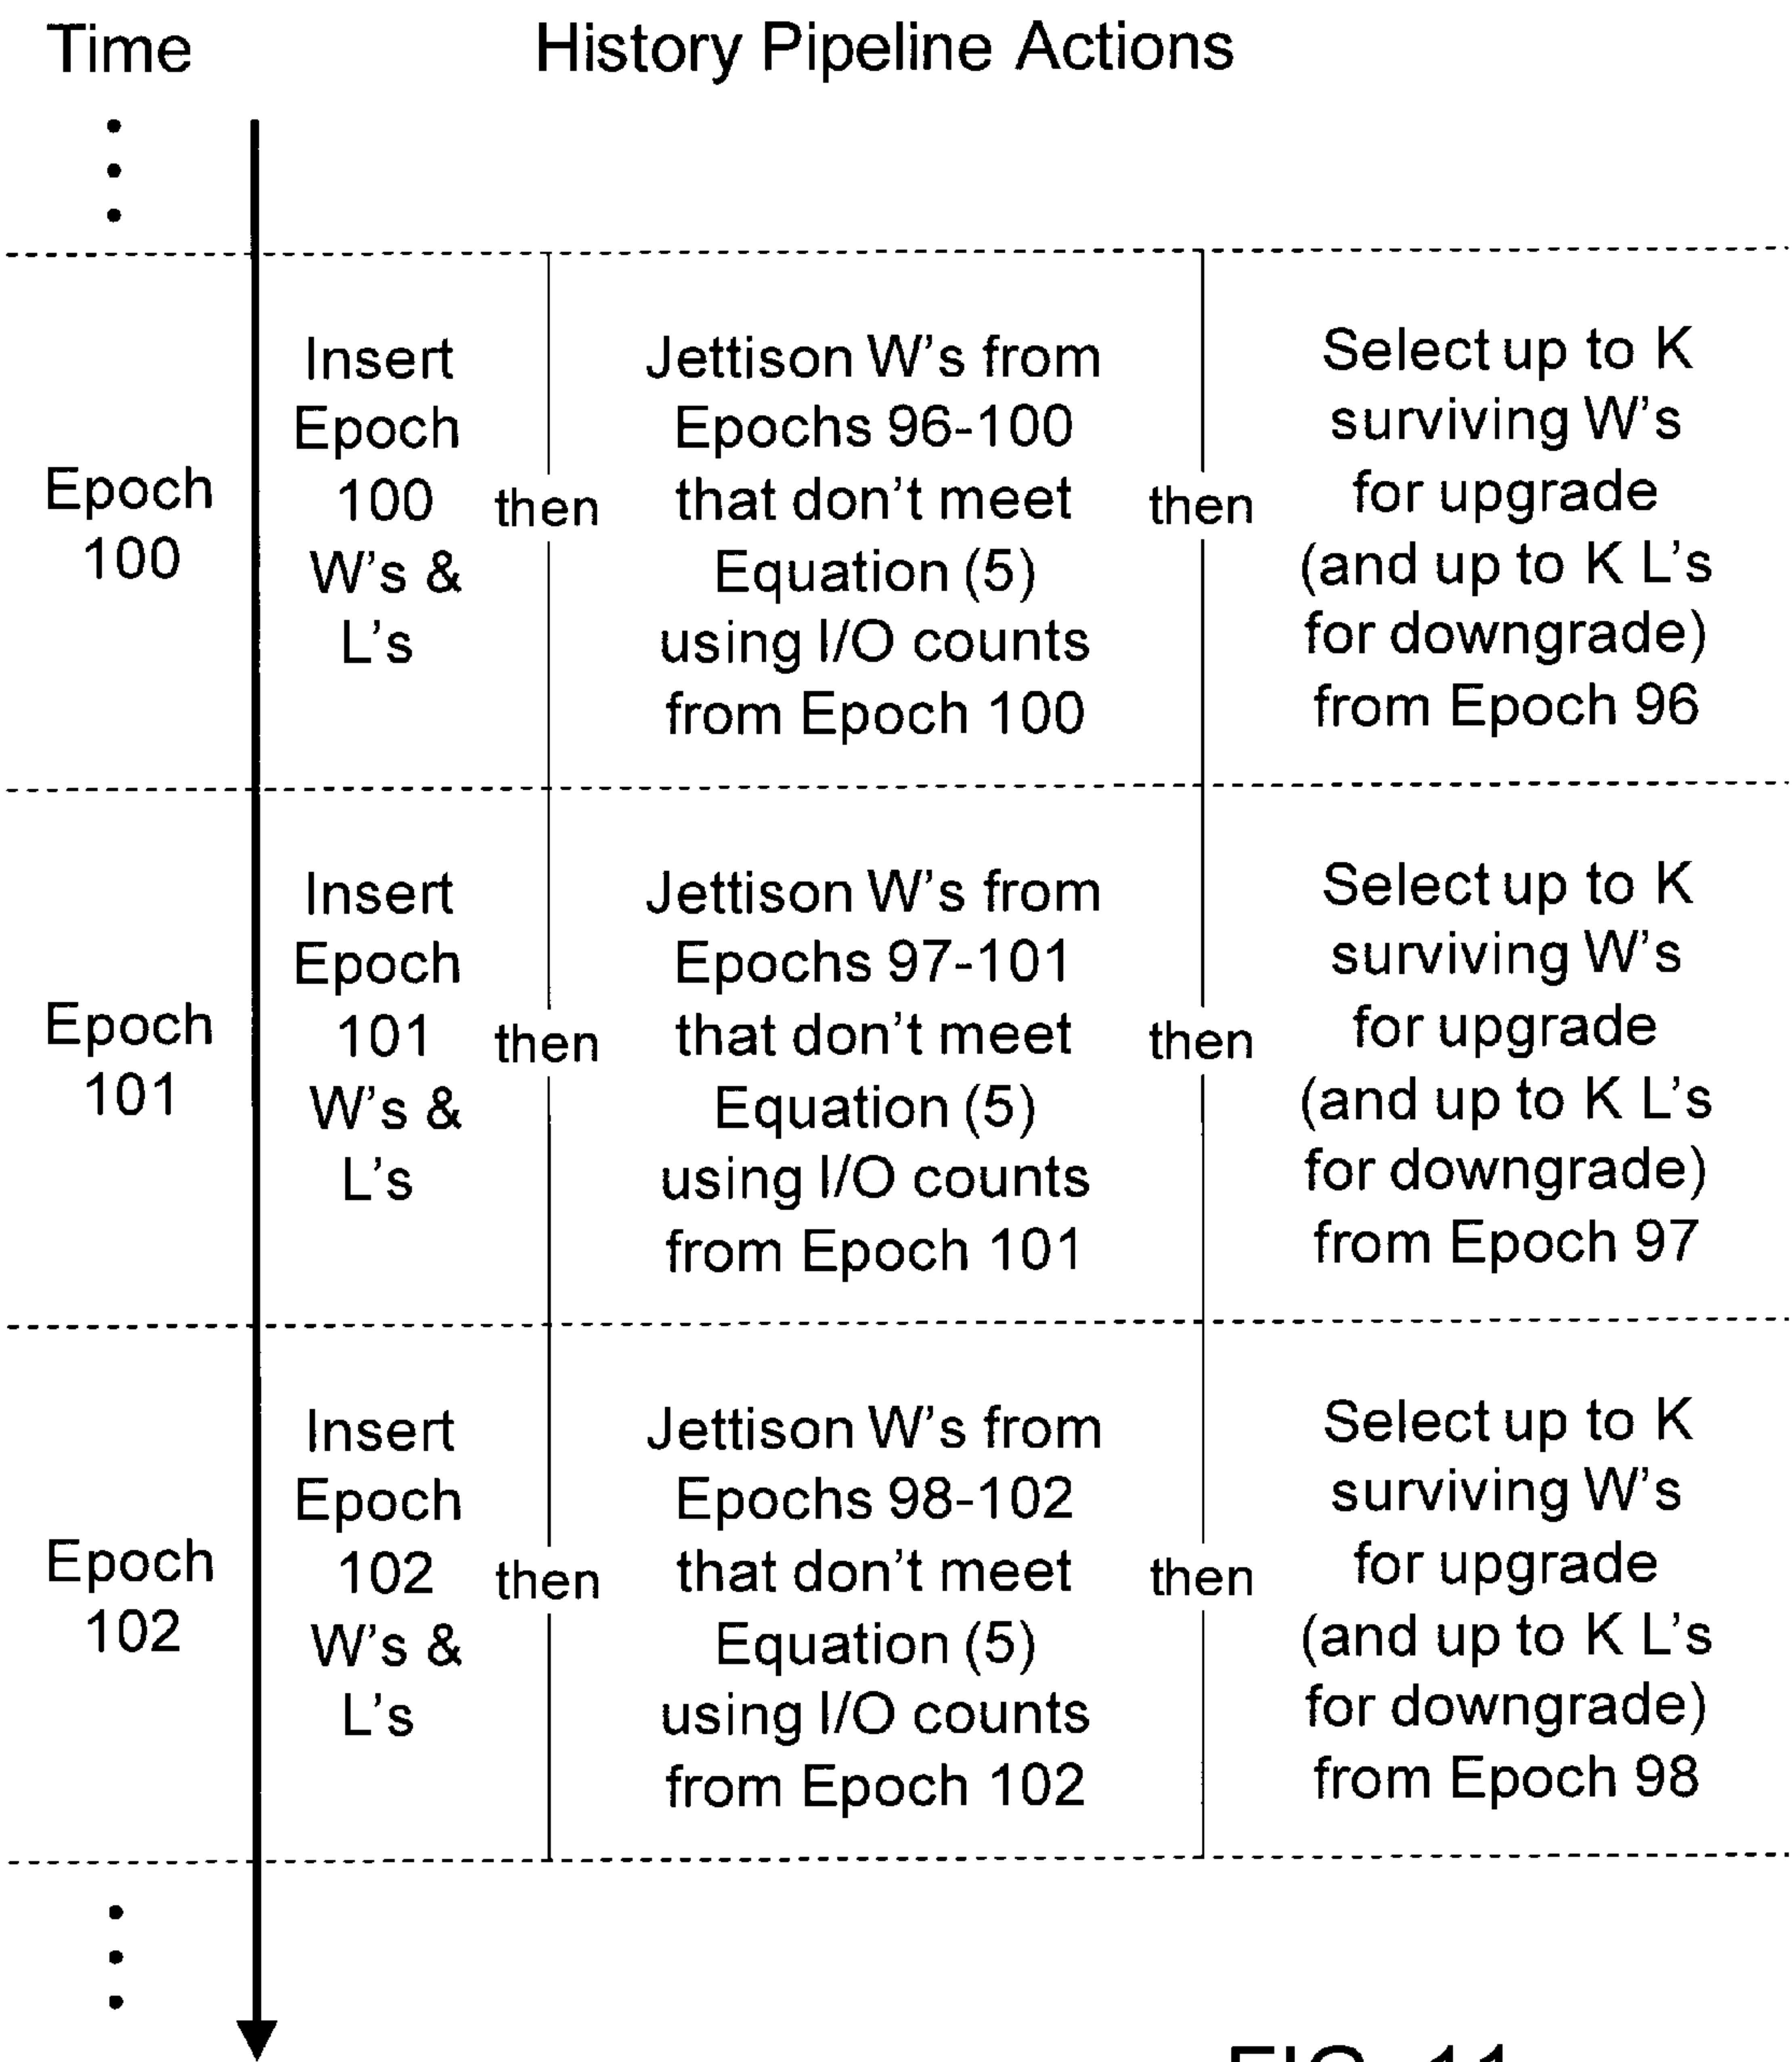 Time
History Pipeline Actions
Epoch
100
Insert
Epoch
100
W's &
L's
then
Jettison W's from
Epochs 96-100
that don't meet
Equation (5)
using I/O counts
from Epoch 100
then
Select up to K
surviving W's
for upgrade
(and up to K L's
for downgrade)
from Epoch 96
Epoch
101
Insert
Epoch
101
W's &
L's
then
Jettison W's from
Epochs 97-101
that don't meet
Equation (5)
using I/O counts
from Epoch 101
then
Select up to K
surviving W's
for upgrade
(and up to K L's
for downgrade)
from Epoch 97
Epoch
102
Insert
Epoch
102
W's &
L's
then
Jettison W's from
Epochs 98-102
that don't meet
Equation (5)
using I/O counts
from Epoch 102
then
Select up to K
surviving W's
for upgrade
(and up to K L's
for downgrade)
from Epoch 98
FIG. 11